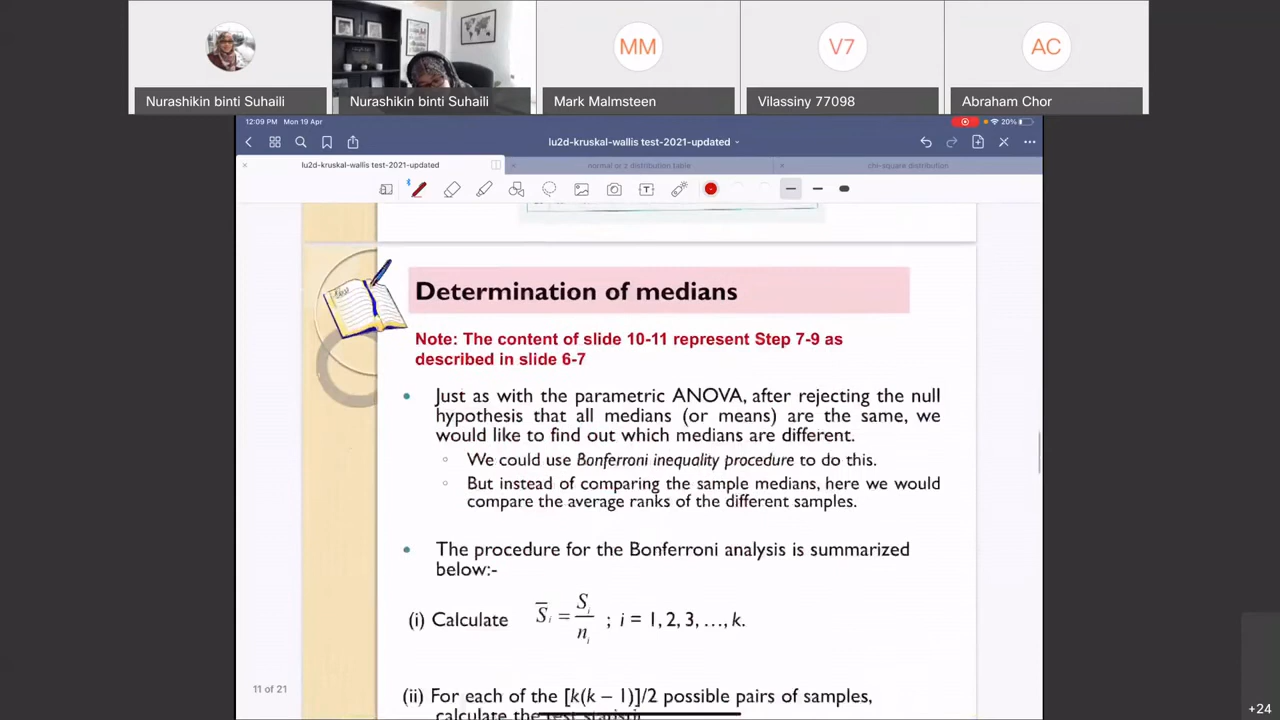 MM
V7
AC
Nurashikin binti Suhaili
Nurashikin binti Suhaili
Mark Malmsteen
Vilassiny 77098
Abraham Chor
12:09 PM Mon 19 Apr
20%
lu2d-kruskal-wallis test-2021-updated
lu2d-kruskal-wallis test-2021-updated
normal or z distribution table
chi-square distribution
Determination of medians
Note: The content of slide 10-11 represent Step 7-9 as
described in slide 6-7
Just as with the parametric ANOVA, after rejecting the null
hypothesis that all medians (or means) are the same, we
would like to find out which medians are different.
We could use Bonferroni inequality procedure to do this.
But instead of comparing the sample medians, here we would
compare the average ranks of the different samples.
The procedure for the Bonferroni analysis is summarized
below:-
(i) Calculate S̄ᵢ = Sᵢ / nᵢ ; i = 1, 2, 3, …, k.
11 of 21
(ii) For each of the [k(k – 1)]/2 possible pairs of samples,
calculate the test statisti
+24